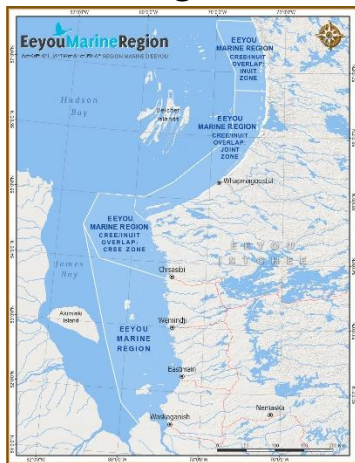 EeyouMarineRegion
EEYOU
MARINE REGION
CREE/INUIT
OVERLAP:
INUIT
ZONE
Hudson
Bay
Belcher
Islands
EEYOU
MARINE REGION
CREE/INUIT
OVERLAP:
JOINT
ZONE
Whapmagoostui
EEYOU
MARINE REGION
CREE/INUIT
OVERLAP:
CREE ZONE
EEYOU
ISTCHEE
James
Bay
Chisasibi
Akimiski
Island
Wemindji
EEYOU
MARINE
REGION
Eastmain
Nemaska
Waskaganish